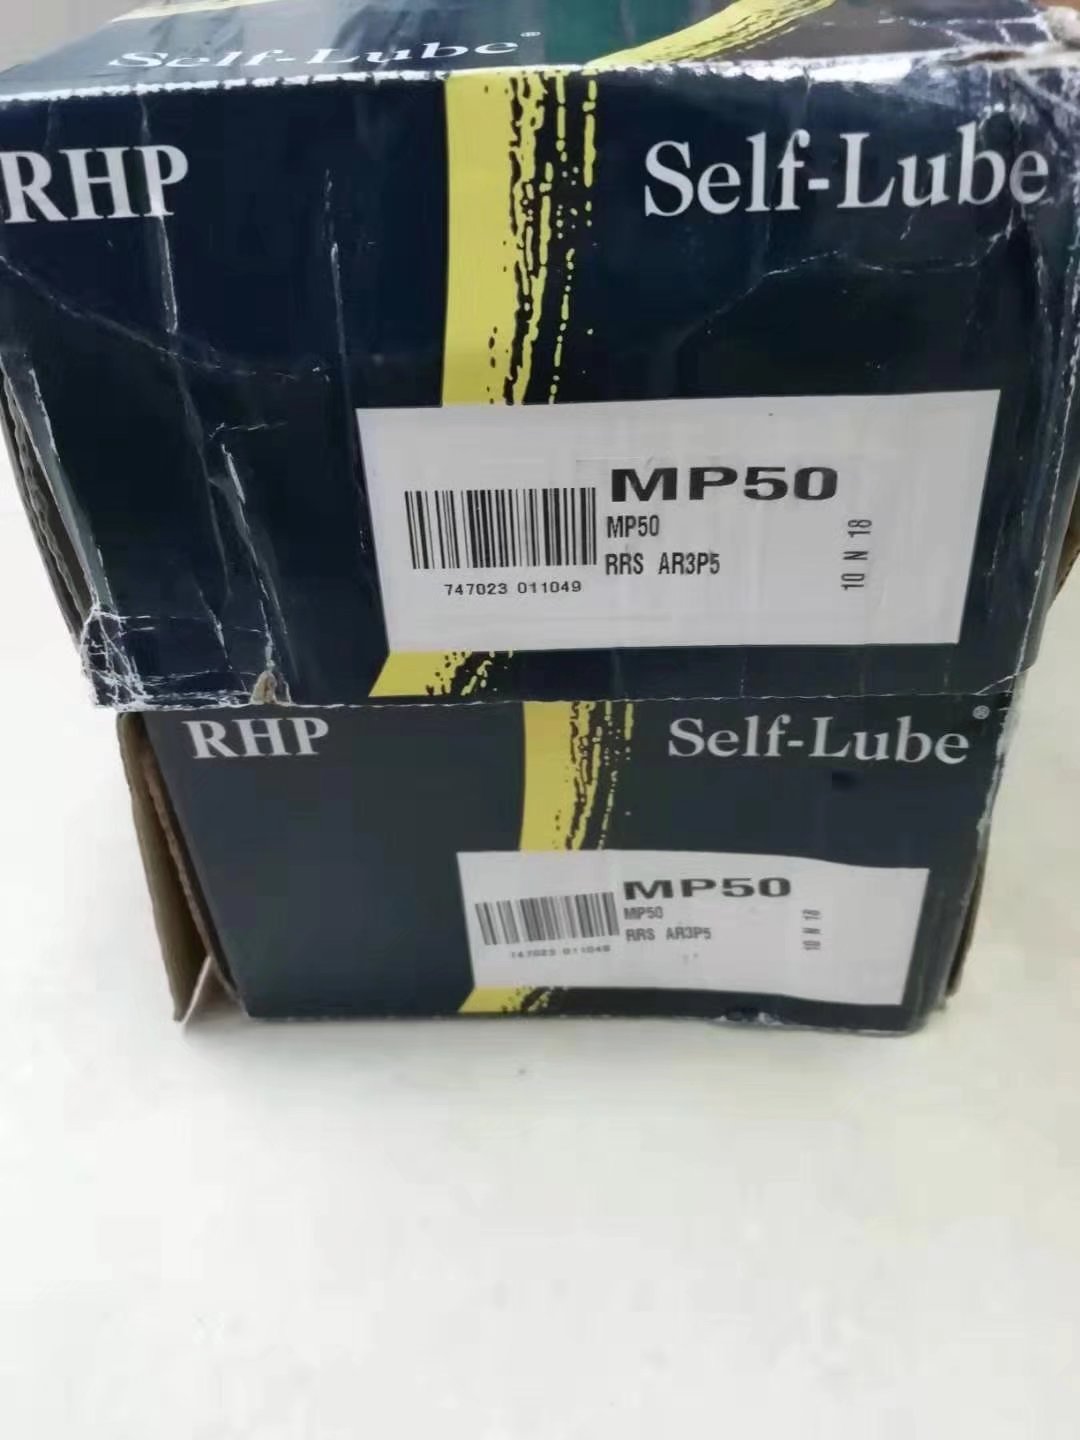 Self-Lube®
RHP
Self-Lube
MP50
MP50
RRS AR3P5
10 N 18
747023 011049
RHP
Self-Lube®
MP50
MP50
RRS AR3P5
10 N 18
747023 011049